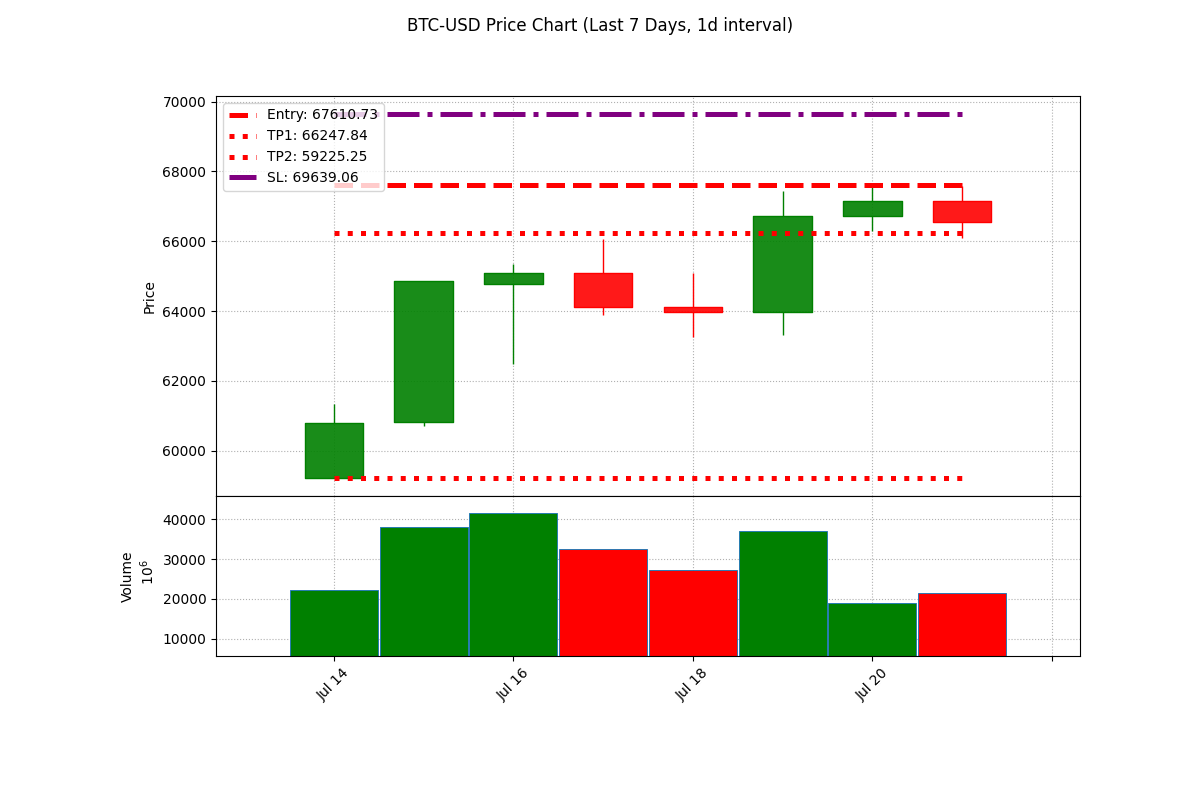 BTC-USD Price Chart (Last 7 Days, 1d interval)
70000
68000
66000
64000
62000
60000
Price
Entry: 67610.73
TP1: 66247.84
TP2: 59225.25
SL: 69639.06
40000
30000
20000
10000
Volume
10^6
Jul 14
Jul 16
Jul 18
Jul 20